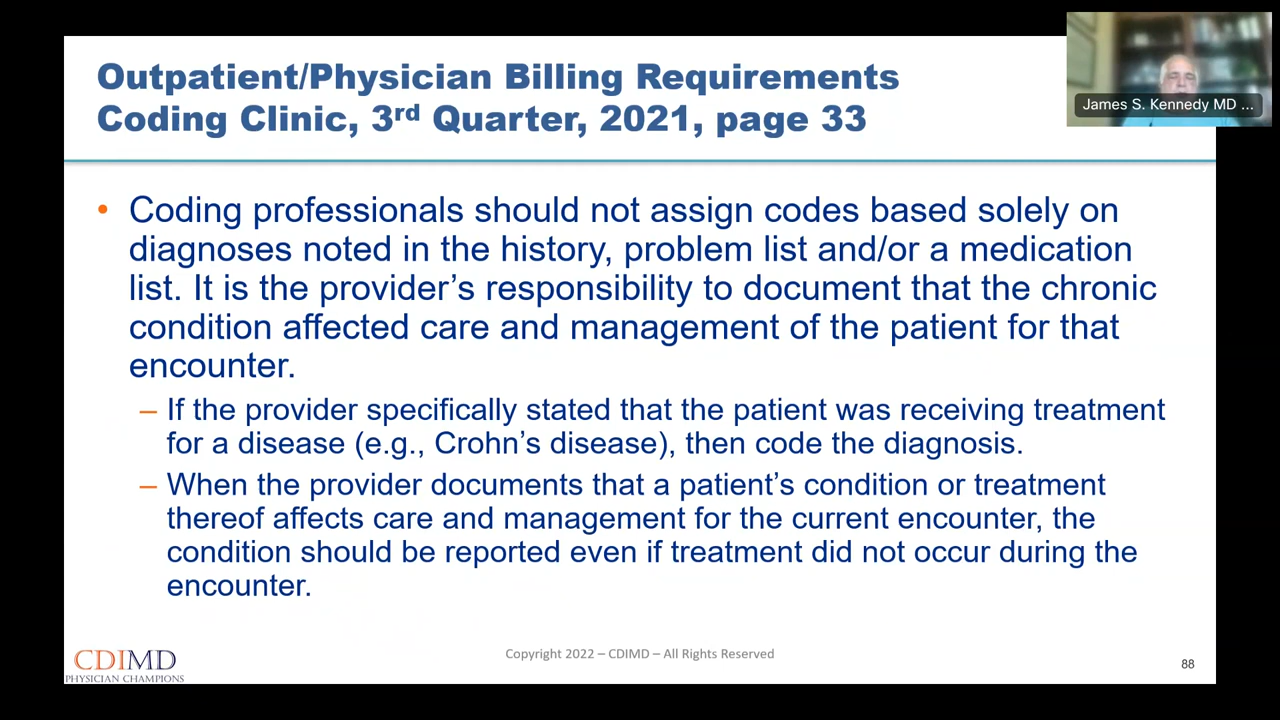 Outpatient/Physician Billing Requirements
Coding Clinic, 3rd Quarter, 2021, page 33
James S. Kennedy MD ...
• Coding professionals should not assign codes based solely on
diagnoses noted in the history, problem list and/or a medication
list. It is the provider’s responsibility to document that the chronic
condition affected care and management of the patient for that
encounter.
– If the provider specifically stated that the patient was receiving treatment
for a disease (e.g., Crohn’s disease), then code the diagnosis.
– When the provider documents that a patient’s condition or treatment
thereof affects care and management for the current encounter, the
condition should be reported even if treatment did not occur during the
encounter.
CDIMD
PHYSICIAN CHAMPIONS
Copyright 2022 – CDIMD – All Rights Reserved
88